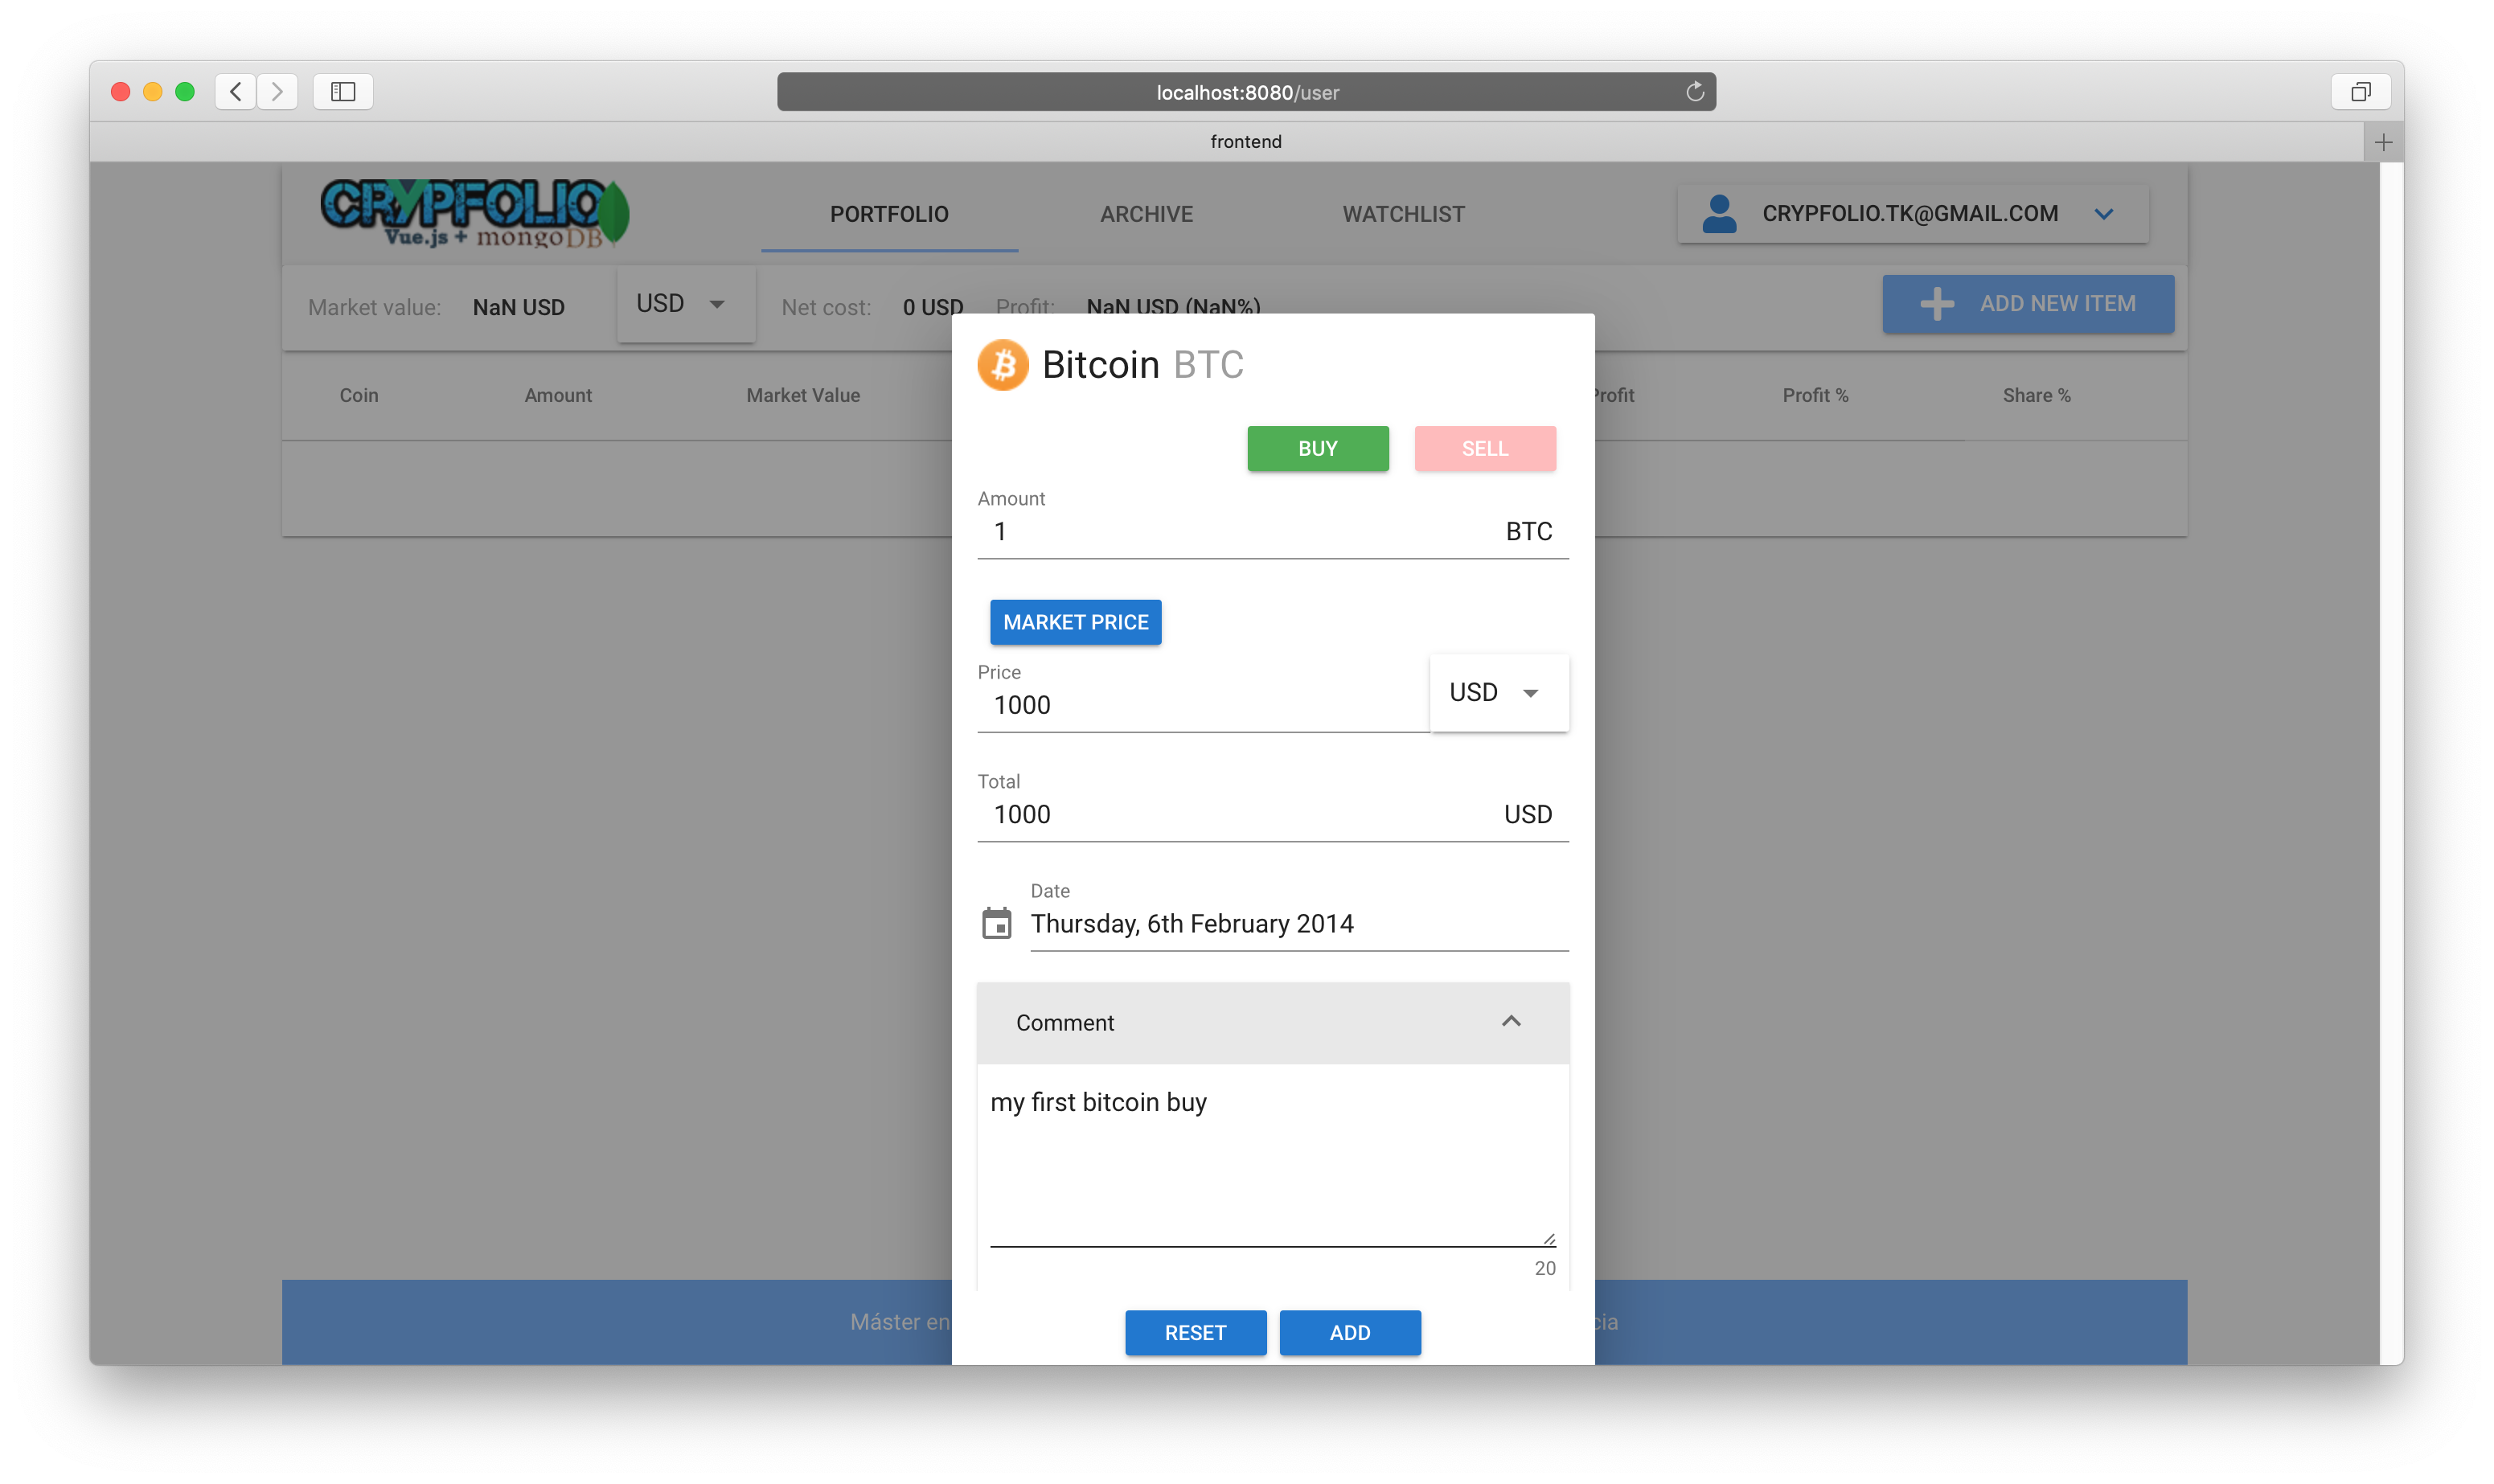 localhost:8080/user
frontend
CRYPFOLIO
Vue.js + mongoDB
PORTFOLIO
ARCHIVE
WATCHLIST
CRYPFOLIO.TK@GMAIL.COM
Market value: NaN USD
USD
Net cost: 0 USD
Profit: NaN USD (NaN%)
ADD NEW ITEM
Coin
Amount
Market Value
Profit
Profit %
Share %
Bitcoin BTC
BUY
SELL
Amount
1 BTC
MARKET PRICE
Price
1000
USD
Total
1000 USD
Date
Thursday, 6th February 2014
Comment
my first bitcoin buy
20
RESET
ADD
Máster en
cia